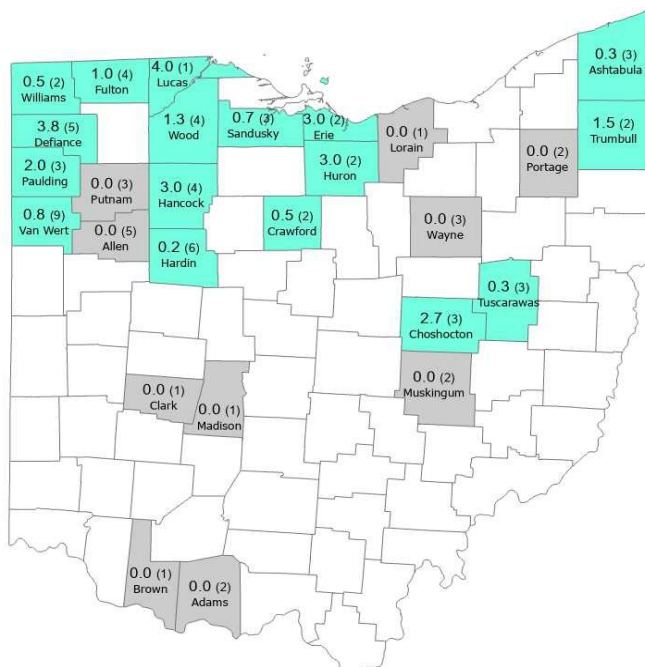 0.3 (3)
Ashtabula
4.0 (1)
Lucas
1.0 (4)
Fulton
0.5 (2)
Williams
1.3 (4)
Wood
0.7 (3)
Sandusky
3.0 (2)
Erie
0.0 (1)
Lorain
1.5 (2)
Trumbull
3.8 (5)
Defiance
0.0 (2)
Portage
2.0 (3)
Paulding
0.0 (3)
Putnam
3.0 (4)
Hancock
3.0 (2)
Huron
0.8 (9)
Van Wert
0.0 (5)
Allen
0.5 (2)
Crawford
0.0 (3)
Wayne
0.2 (6)
Hardin
0.3 (3)
Tuscarawas
2.7 (3)
Choshocton
0.0 (1)
Clark
0.0 (1)
Madison
0.0 (2)
Muskingum
0.0 (1)
Brown
0.0 (2)
Adams